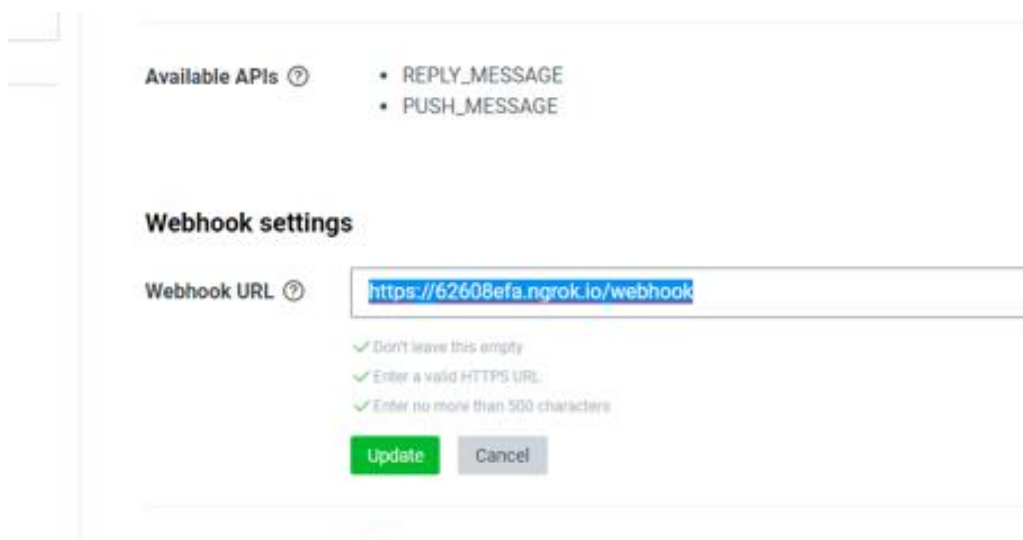 Available APIs
• REPLY_MESSAGE
• PUSH_MESSAGE
Webhook settings
Webhook URL
https://62608efa.ngrok.io/webhook
Don't leave this empty
Enter a valid HTTPS URL
Enter no more than 500 characters
Update Cancel